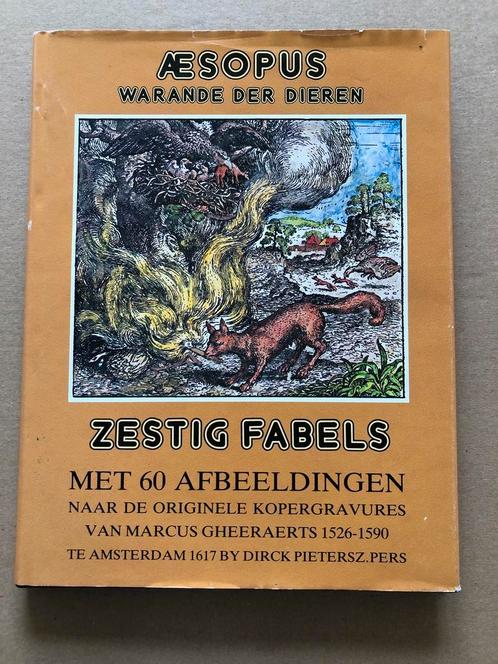 ÆSOPUS
WARANDE DER DIEREN
ZESTIG FABELS
MET 60 AFBEELDINGEN
NAAR DE ORIGINELE KOPERGRAVURES
VAN MARCUS GHEERAERTS 1526-1590
TE AMSTERDAM 1617 BY DIRCK PIETERSZ.PERS